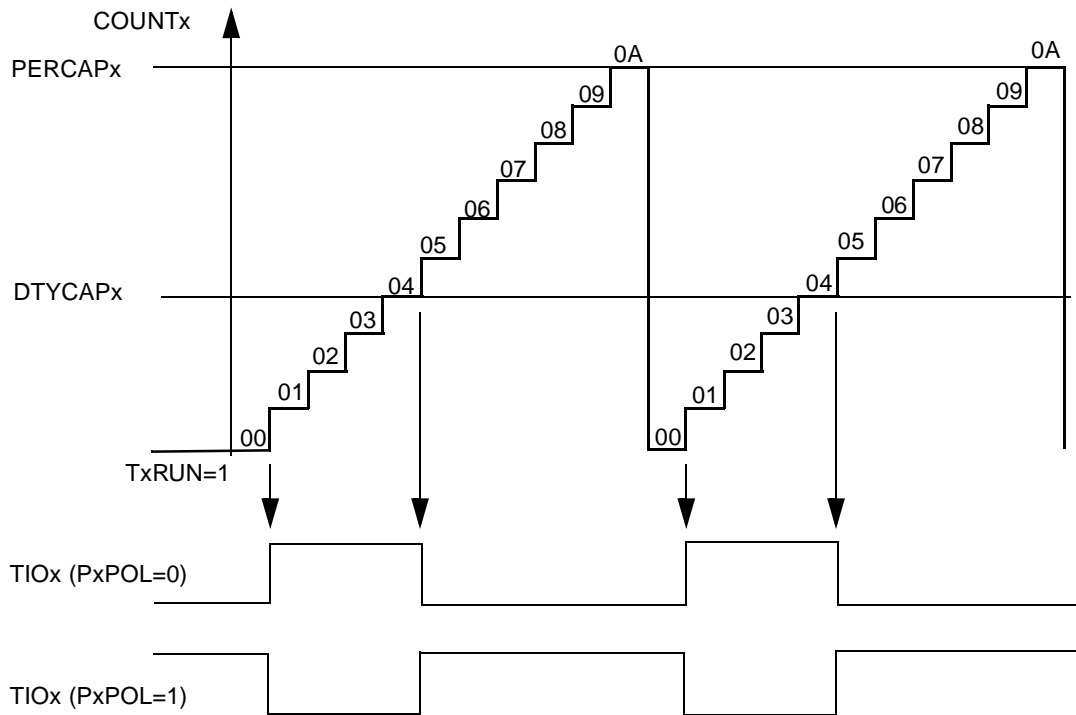 COUNTx
PERCAPx
0A
0A
09
09
08
08
07
07
06
06
05
05
DTYCAPx
04
04
03
03
02
02
01
01
00
00
TxRUN=1
TIOx (PxPOL=0)
TIOx (PxPOL=1)